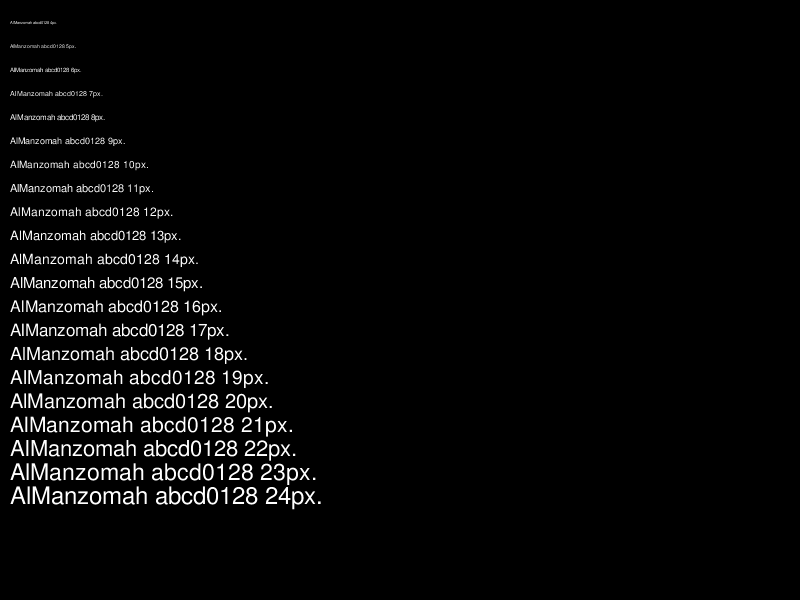 AlManzomah abcd0128 4px.
AlManzomah abcd0128 5px.
AlManzomah abcd0128 6px.
AlManzomah abcd0128 7px.
AlManzomah abcd0128 8px.
AlManzomah abcd0128 9px.
AlManzomah abcd0128 10px.
AlManzomah abcd0128 11px.
AlManzomah abcd0128 12px.
AlManzomah abcd0128 13px.
AlManzomah abcd0128 14px.
AlManzomah abcd0128 15px.
AlManzomah abcd0128 16px.
AlManzomah abcd0128 17px.
AlManzomah abcd0128 18px.
AlManzomah abcd0128 19px.
AlManzomah abcd0128 20px.
AlManzomah abcd0128 21px.
AlManzomah abcd0128 22px.
AlManzomah abcd0128 23px.
AlManzomah abcd0128 24px.